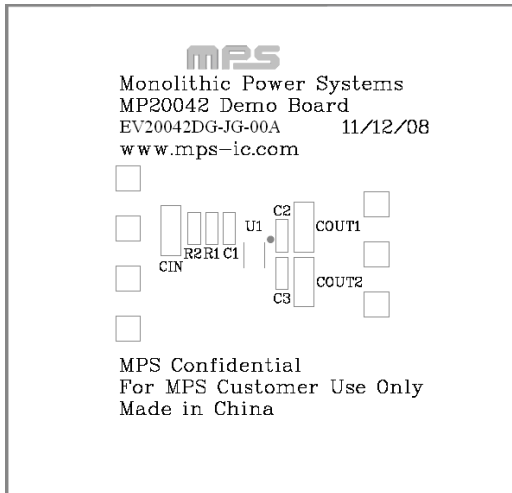 MPS
Monolithic Power Systems
MP20042 Demo Board
EV20042DG-JG-00A 11/12/08
www.mps-ic.com
C2
U1
COUT1
R2 R1 C1
CIN
C3
COUT2
MPS Confidential
For MPS Customer Use Only
Made in China